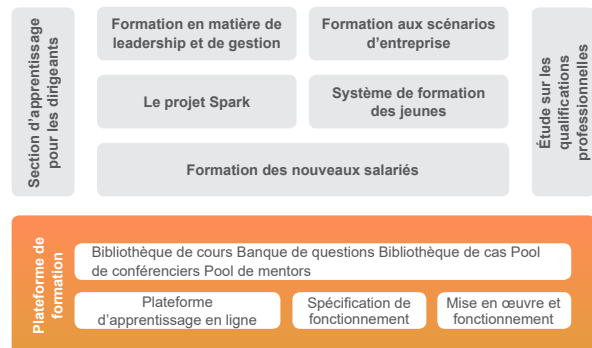 Section d'apprentissage
pour les dirigeants
Formation en matière de
leadership et de gestion
Formation aux scénarios
d'entreprise
Le projet Spark
Système de formation
des jeunes
Formation des nouveaux salariés
Étude sur les
qualifications
professionnelles
Plateforme de
formation
Bibliothèque de cours Banque de questions Bibliothèque de cas Pool
de conférenciers Pool de mentors
Plateforme
d'apprentissage en ligne
Spécification de
fonctionnement
Mise en œuvre et
fonctionnement